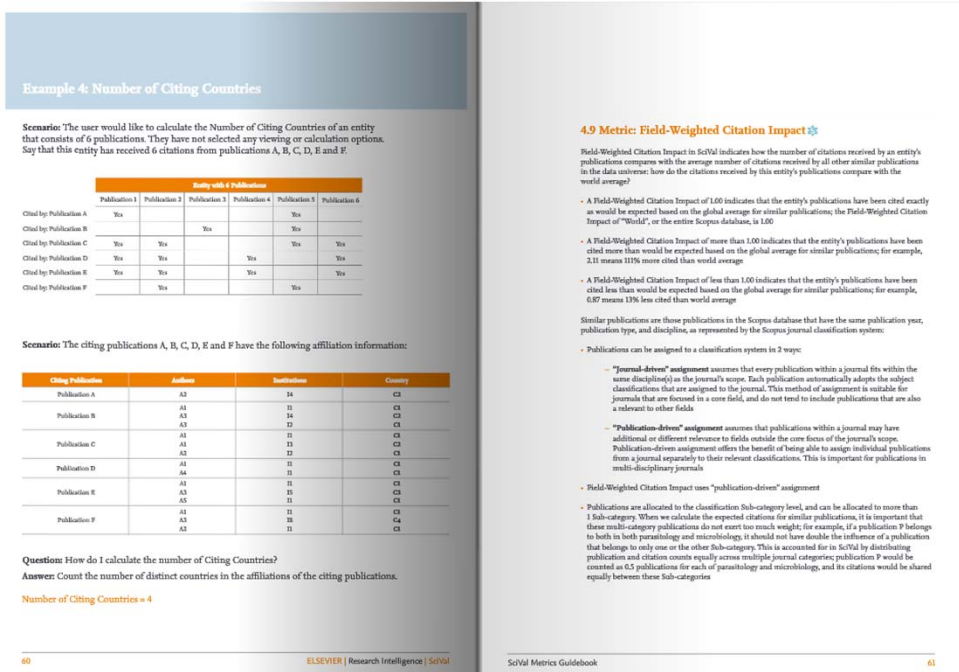 Example 4: Number of Citing Countries
Scenario: The user would like to calculate the Number of Citing Countries of an entity
that consists of 6 publications. They have not selected any viewing or calculation options.
Say that this entity has received 6 citations from publications A, B, C, D, E and F.
Entity with 6 Publications
Publication 1 Publication 2 Publication 3 Publication 4 Publication 5 Publication 6
Cited by: Publication A Yes Yes
Cited by: Publication B Yes Yes
Cited by: Publication C Yes Yes Yes Yes
Cited by: Publication D Yes Yes Yes Yes
Cited by: Publication E Yes Yes Yes Yes
Cited by: Publication F Yes Yes
Scenario: The citing publications A, B, C, D, E and F have the following affiliation information:
Citing Publication Authors Institutions Country
Publication A
Publication B
Publication C
Publication D
Publication E
Publication F
Question: How do I calculate the number of Citing Countries?
Answer: Count the number of distinct countries in the affiliations of the citing publications.
Number of Citing Countries = 4
60 ELSEVIER | Research Intelligence | SciVal
4.9 Metric: Field-Weighted Citation Impact
Field-Weighted Citation Impact in SciVal indicates how the number of citations received by an entity's
publications compares with the average number of citations received by all other similar publications
in the data universe: how do the citations received by this entity's publications compare with the
world average?
• A Field-Weighted Citation Impact of 1.00 indicates that the entity's publications have been cited exactly
as would be expected based on the global average for similar publications; the Field-Weighted Citation
Impact of "World", or the entire Scopus database, is 1.00
• A Field-Weighted Citation Impact of more than 1.00 indicates that the entity's publications have been
cited more than would be expected based on the global average for similar publications; for example,
2.11 means 111% more cited than world average
• A Field-Weighted Citation Impact of less than 1.00 indicates that the entity's publications have been
cited less than would be expected based on the global average for similar publications; for example,
0.87 means 13% less cited than world average
Similar publications are those publications in the Scopus database that have the same publication year,
publication type, and discipline, as represented by the Scopus journal classification system:
• Publications can be assigned to a classification system in 2 ways:
– "Journal-driven" assignment assumes that every publication within a journal fits within the
same discipline(s) as the journal's scope. Each publication automatically adopts the subject
classifications that are assigned to the journal. This method of assignment is suitable for
journals that are focused in a core field, and do not tend to include publications that are also
a relevant to other fields
– "Publication-driven" assignment assumes that publications within a journal may have
additional or different relevance to fields outside the core focus of the journal's scope.
Publication-driven assignment offers the benefit of being able to assign individual publications
from a journal separately to their relevant classifications. This is important for publications in
multi-disciplinary journals
• Field-Weighted Citation Impact uses "publication-driven" assignment
• Publications are allocated to the classification Sub-category level, and can be allocated to more than
1 Sub-category. When we calculate the expected citations for similar publications, it is important that
these multi-category publications do not exert too much weight; for example, if a publication P belongs
to both in both parasitology and microbiology, it should not have double the influence of a publication
that belongs to only one or the other Sub-category. This is accounted for in SciVal by distributing
publication and citation counts equally across multiple journal categories; publication P would be
counted as 0.5 publications for each of parasitology and microbiology, and its citations would be shared
equally between these Sub-categories
SciVal Metrics Guidebook 61